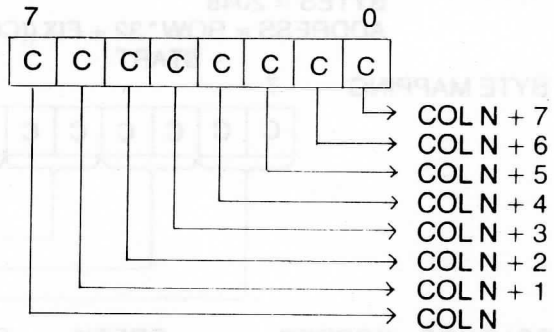 7 0
C C C C C C C C
COL N + 7
COL N + 6
COL N + 5
COL N + 4
COL N + 3
COL N + 2
COL N + 1
COL N